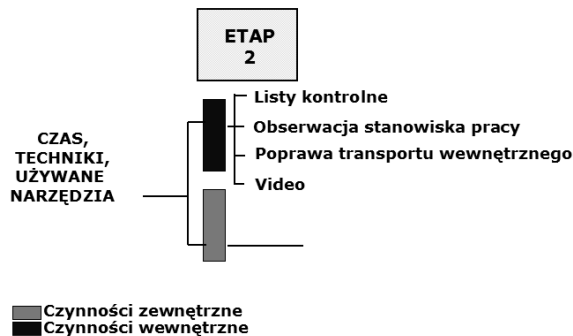 ETAP
2
Listy kontrolne
Obserwacja stanowiska pracy
Poprawa transportu wewnętrznego
Video
CZAS,
TECHNIKI,
UŻYWANE
NARZĘDZIA
Czynności zewnętrzne
Czynności wewnętrzne